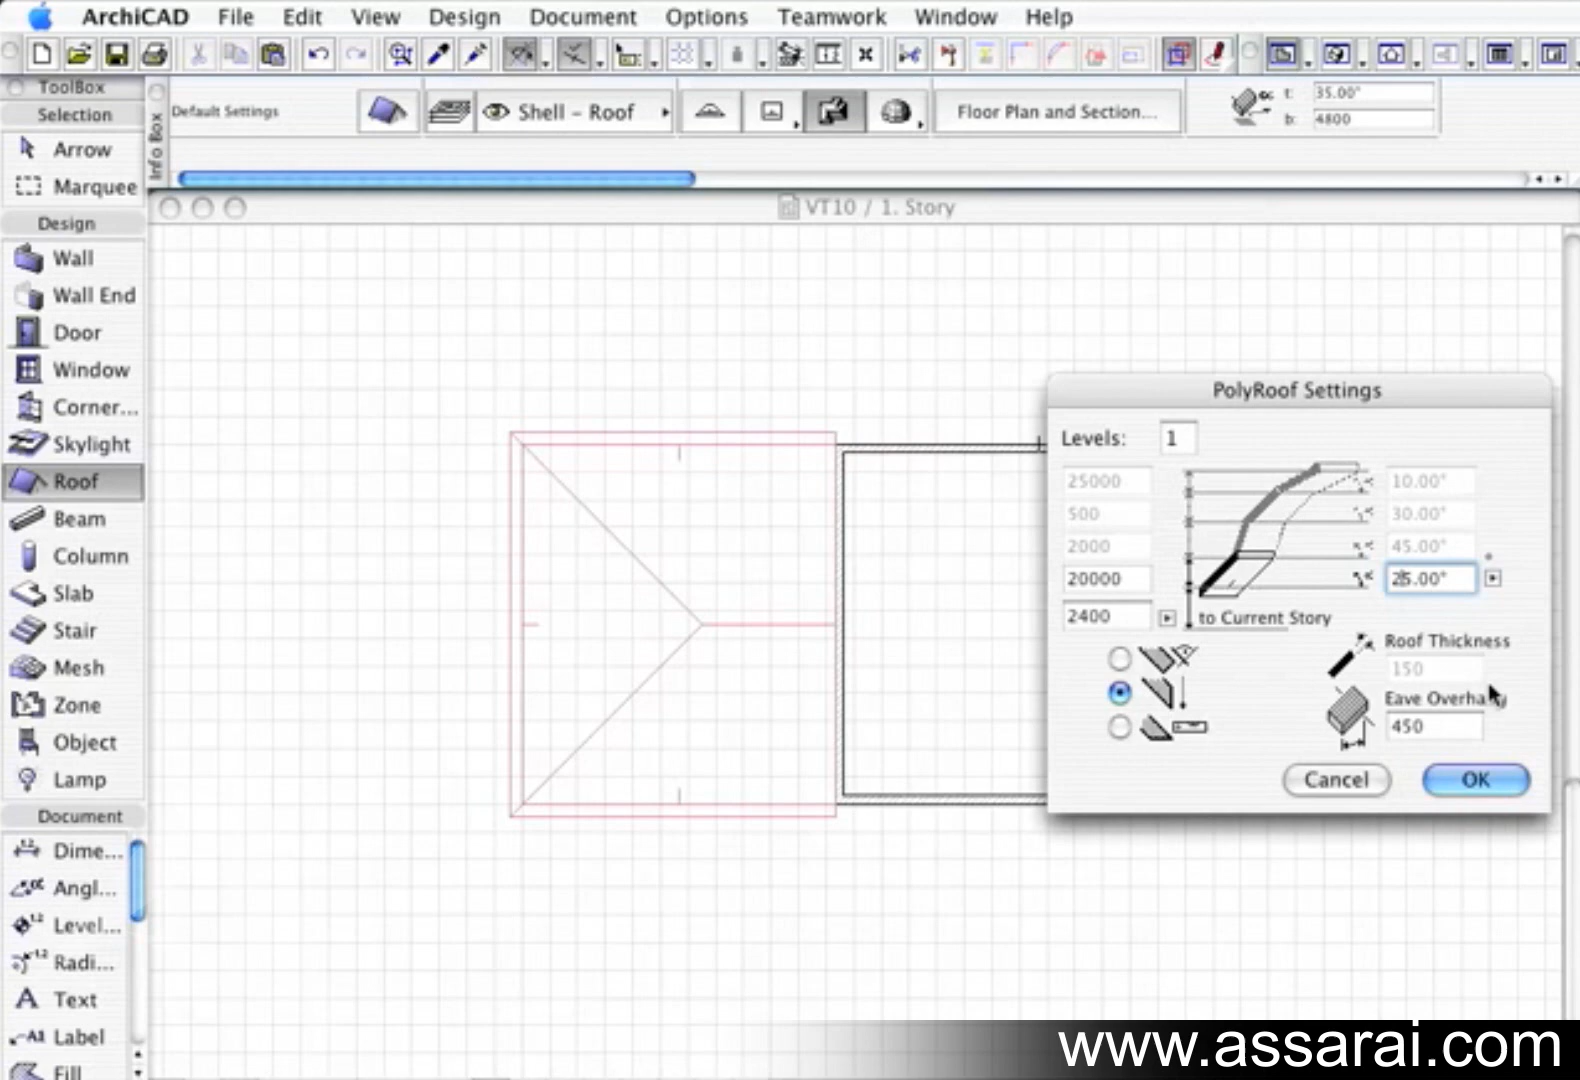 ArchiCAD File Edit View Design Document Options Teamwork Window Help
ToolBox
Selection
Arrow
Marquee
Design
Wall
Wall End
Door
Window
Corner...
Skylight
Roof
Beam
Column
Slab
Stair
Mesh
Zone
Object
Lamp
Document
Dime...
Angl...
Level...
Radi...
Text
Label
Fill
Info Box
Default Settings
Shell - Roof
Floor Plan and Section...
t: 35.00°
b: 4800
VT10 / 1. Story
PolyRoof Settings
Levels: 1
25000 10.00°
500 30.00°
2000 45.00°
20000 25.00°
2400 to Current Story
Roof Thickness
150
Eave Overhang
450
Cancel OK
www.assarai.com